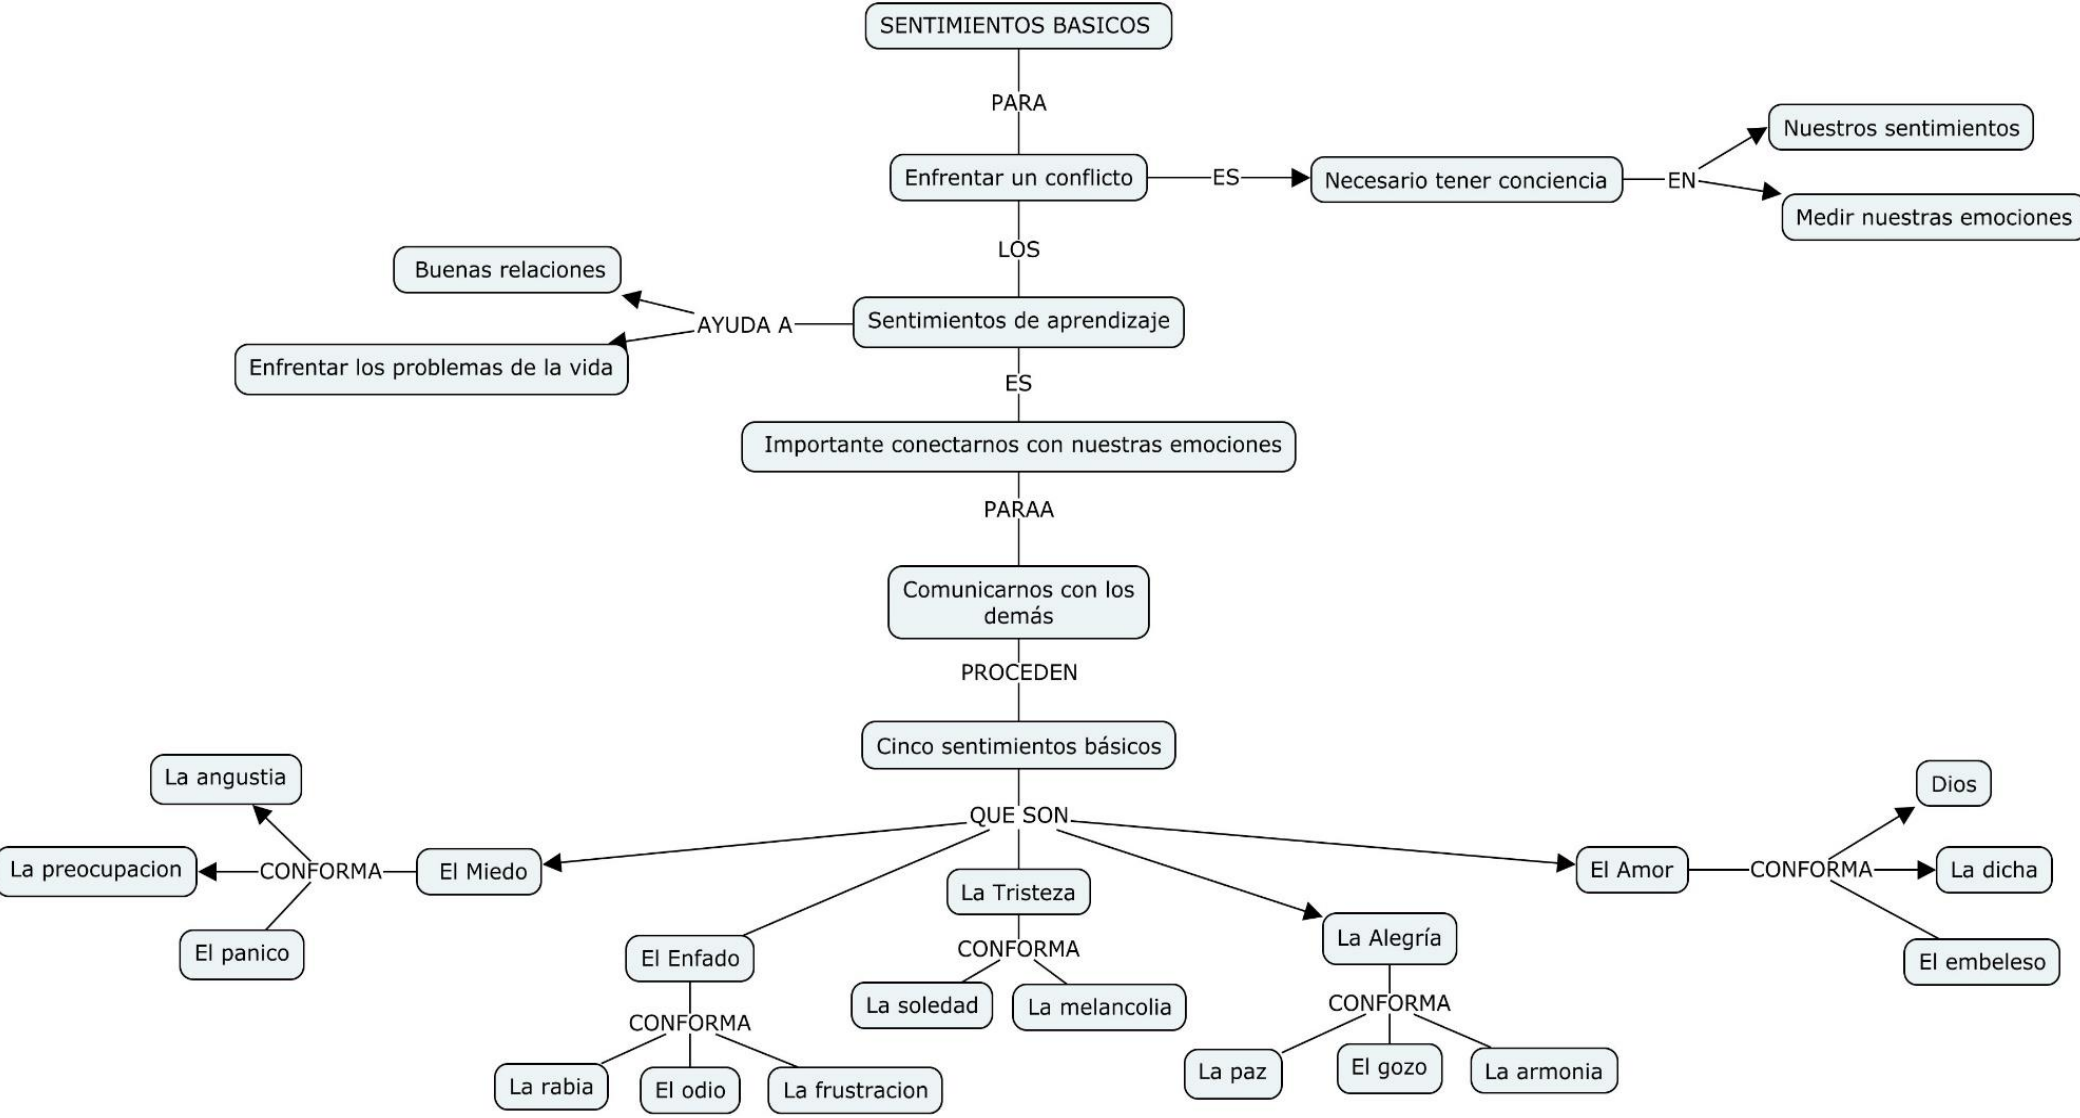 SENTIMIENTOS BASICOS
PARA
Enfrentar un conflicto
ES
Necesario tener conciencia
EN
Nuestros sentimientos
Medir nuestras emociones
LOS
Sentimientos de aprendizaje
AYUDA A
Buenas relaciones
Enfrentar los problemas de la vida
ES
Importante conectarnos con nuestras emociones
PARAA
Comunicarnos con los
demás
PROCEDEN
Cinco sentimientos básicos
QUE SON
El Miedo
CONFORMA
La angustia
La preocupacion
El panico
El Enfado
CONFORMA
La rabia
El odio
La frustracion
La Tristeza
CONFORMA
La soledad
La melancolia
La Alegría
CONFORMA
La paz
El gozo
La armonia
El Amor
CONFORMA
Dios
La dicha
El embeleso